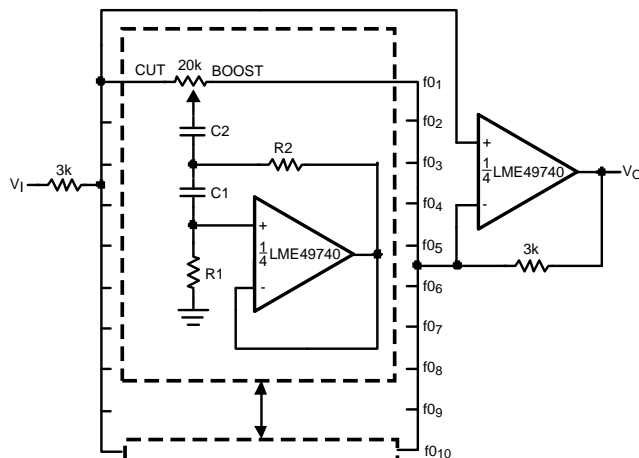 CUT 20k BOOST
f0₁
f0₂
C2
R2
f0₃
3k
V_I
C1
+
¼ LME49740
-
V_O
f0₄
+
¼ LME49740
-
R1
f0₅
3k
f0₆
f0₇
f0₈
f0₉
f0₁₀